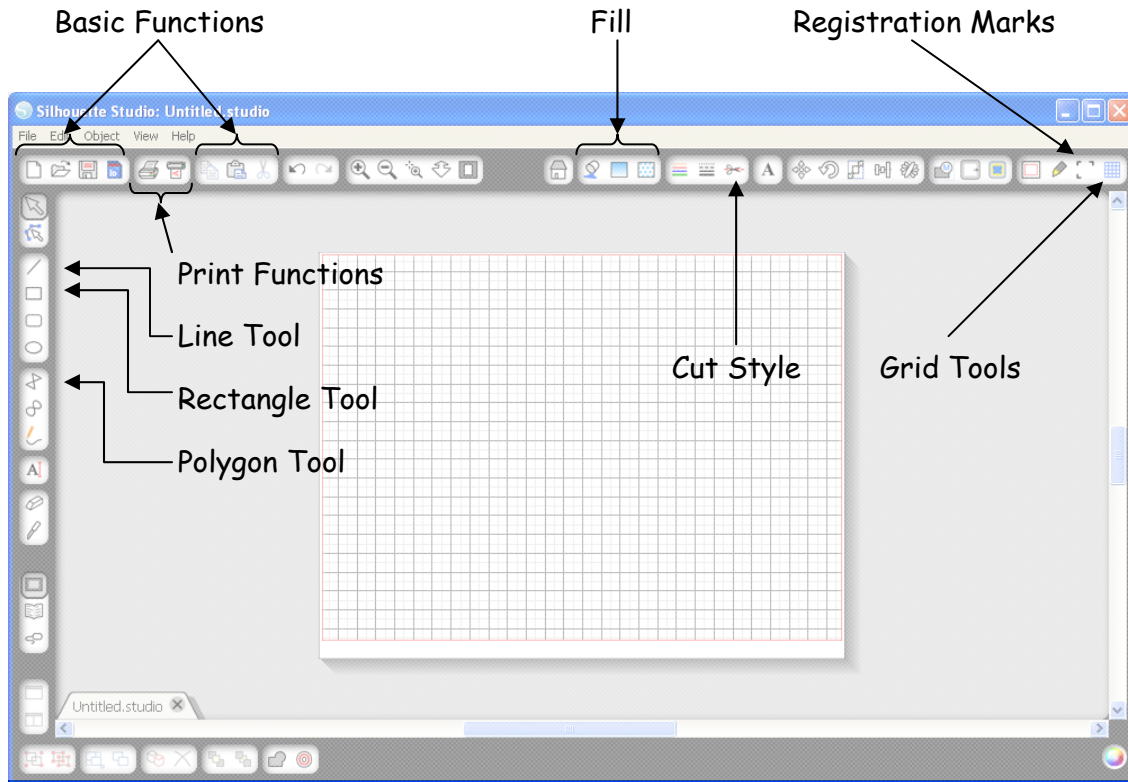 Basic Functions Fill Registration Marks
Silhouette Studio: Untitled.studio
File Edit Object View Help
A
Print Functions
Line Tool
Cut Style Grid Tools
Rectangle Tool
Polygon Tool
A
Untitled.studio